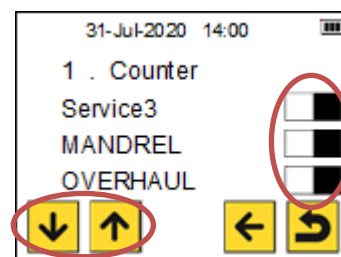 31-Jul-2020 14:00
1 . Counter
Service3
MANDREL
OVERHAUL